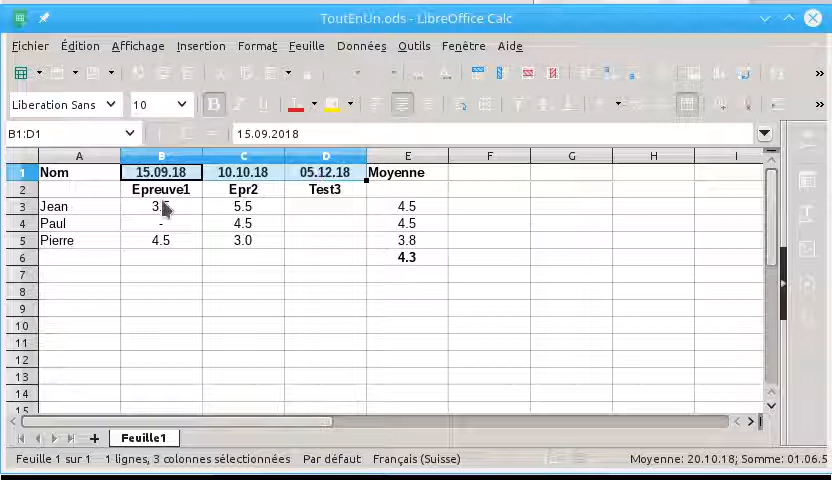 ToutEnUn.ods - LibreOffice Calc
Fichier Édition Affichage Insertion Format Feuille Données Outils Fenêtre Aide
Liberation Sans 10
B1:D1 15.09.2018
A B C D E F G H I
1 Nom 15.09.18 10.10.18 05.12.18 Moyenne
2 Epreuve1 Epr2 Test3
3 Jean 5.5 4.5
4 Paul - 4.5 4.5
5 Pierre 4.5 3.0 3.8
6 4.3
7
8
9
10
11
12
13
14
15
Feuille1
Feuille 1 sur 1 1 lignes, 3 colonnes sélectionnées Par défaut Français (Suisse) Moyenne: 20.10.18; Somme: 01.06.5